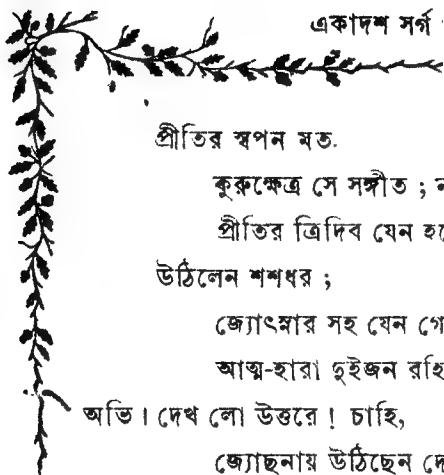 একাদশ সর্গ
প্রীতির স্বপন মত.
কুরুক্ষেত্র সে সঙ্গীত ;
প্রীতির ত্রিদিব যেন
উঠিলেন শশধর ;
জ্যোৎস্নার সহ যেন
আত্ম-হারা দুইজন
অভি। দেখ লো উত্তরে ! চাহি,
জ্যোছনায় উঠিছেন